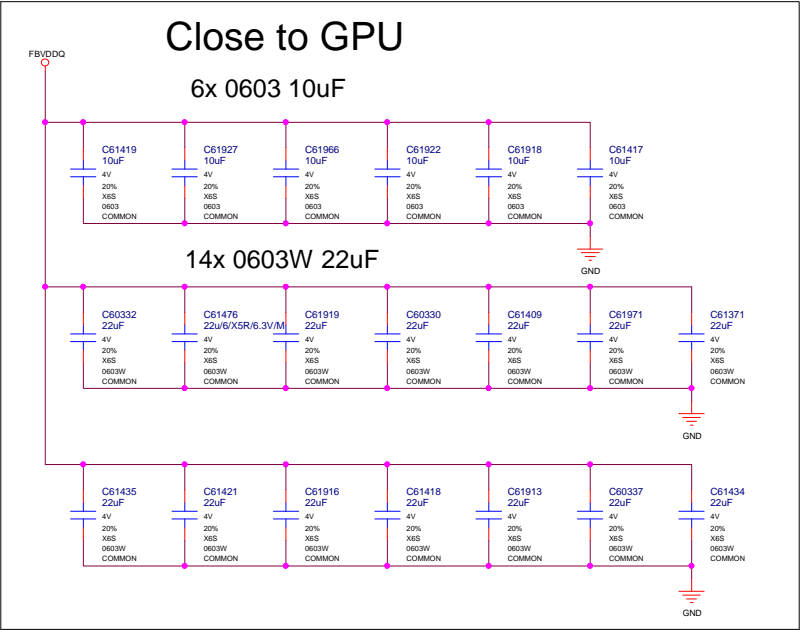 Close to GPU
FBVDDQ
6x 0603 10uF
C61419
10uF
4V
20%
X6S
0603
COMMON
C61927
10uF
4V
20%
X6S
0603
COMMON
C61966
10uF
4V
20%
X6S
0603
COMMON
C61922
10uF
4V
20%
X6S
0603
COMMON
C61918
10uF
4V
20%
X6S
0603
COMMON
C61417
10uF
4V
20%
X6S
0603
COMMON
GND
14x 0603W 22uF
C60332
22uF
4V
20%
X6S
0603W
COMMON
C61476
22u/6/X5R/6.3V/M
4V
20%
X6S
0603W
COMMON
C61919
22uF
4V
20%
X6S
0603W
COMMON
C60330
22uF
4V
20%
X6S
0603W
COMMON
C61409
22uF
4V
20%
X6S
0603W
COMMON
C61971
22uF
4V
20%
X6S
0603W
COMMON
C61371
22uF
4V
20%
X6S
0603W
COMMON
GND
C61435
22uF
4V
20%
X6S
0603W
COMMON
C61421
22uF
4V
20%
X6S
0603W
COMMON
C61916
22uF
4V
20%
X6S
0603W
COMMON
C61418
22uF
4V
20%
X6S
0603W
COMMON
C61913
22uF
4V
20%
X6S
0603W
COMMON
C60337
22uF
4V
20%
X6S
0603W
COMMON
C61434
22uF
4V
20%
X6S
0603W
COMMON
GND